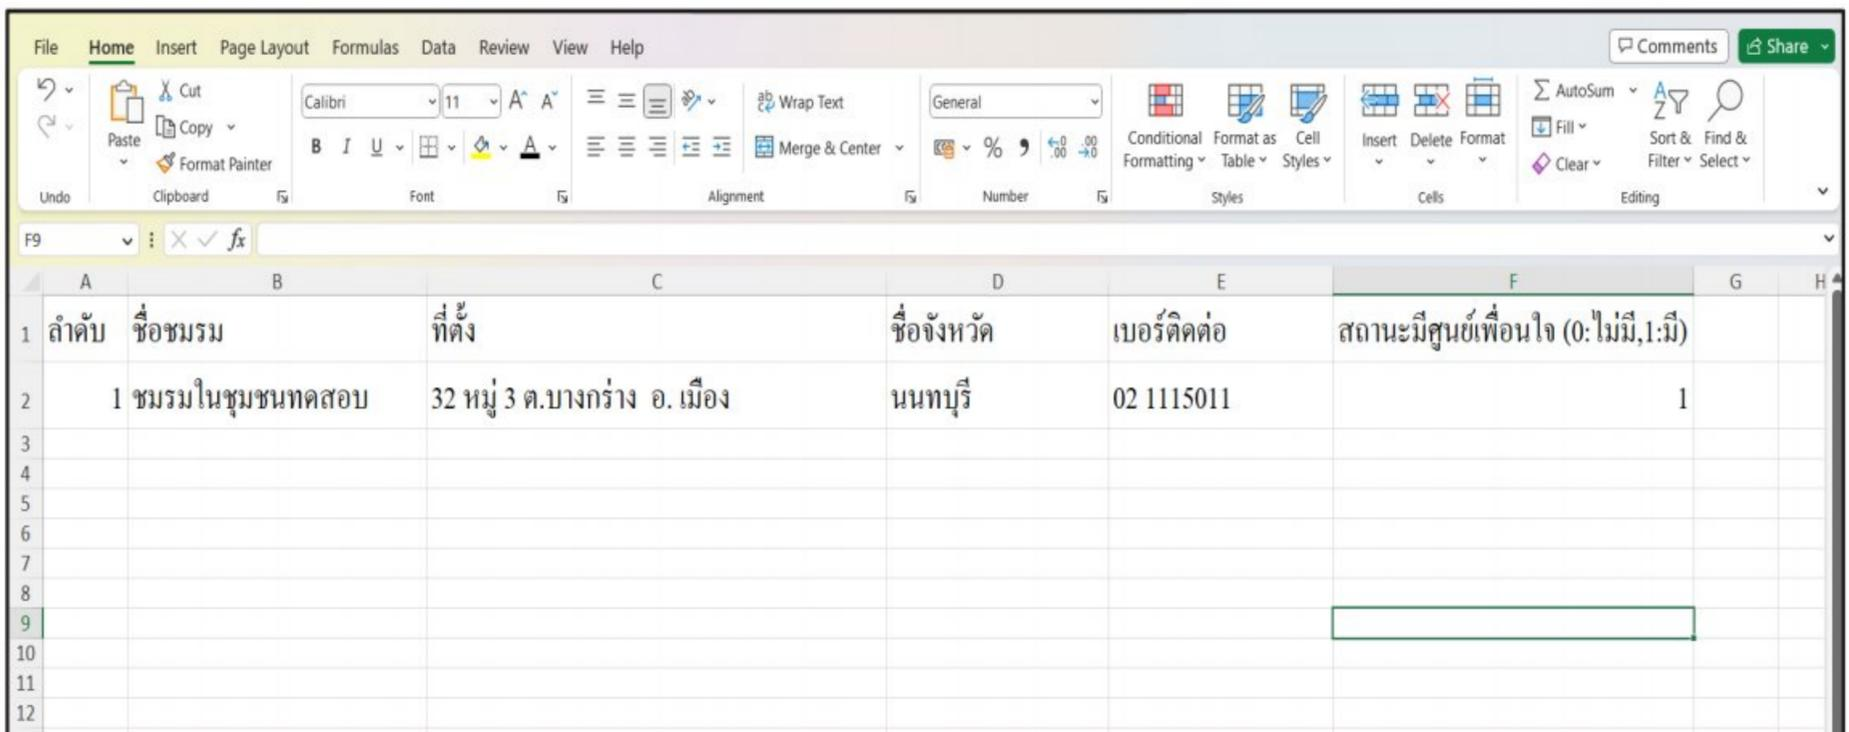 File Home Insert Page Layout Formulas Data Review View Help Comments Share
Cut
Calibri 11 Wrap Text General AutoSum
Copy Fill
Paste Conditional Formatting Format as Table Cell Styles Insert Delete Format Sort & Filter Find & Select
B I U A Merge & Center % Clear
Format Painter
Undo Clipboard Font Alignment Number Styles Cells Editing
F9 fx
A B C D E F G H
1 ลำดับ ชื่อชมรม ที่ตั้ง ชื่อจังหวัด เบอร์ติดต่อ สถานะมีศูนย์เพื่อนใจ (0:ไม่มี,1:มี)
2 1 ชมรมในชุมชนทดสอบ 32 หมู่ 3 ต.บางกร่าง อ. เมือง นนทบุรี 02 1115011 1
3
4
5
6
7
8
9
10
11
12